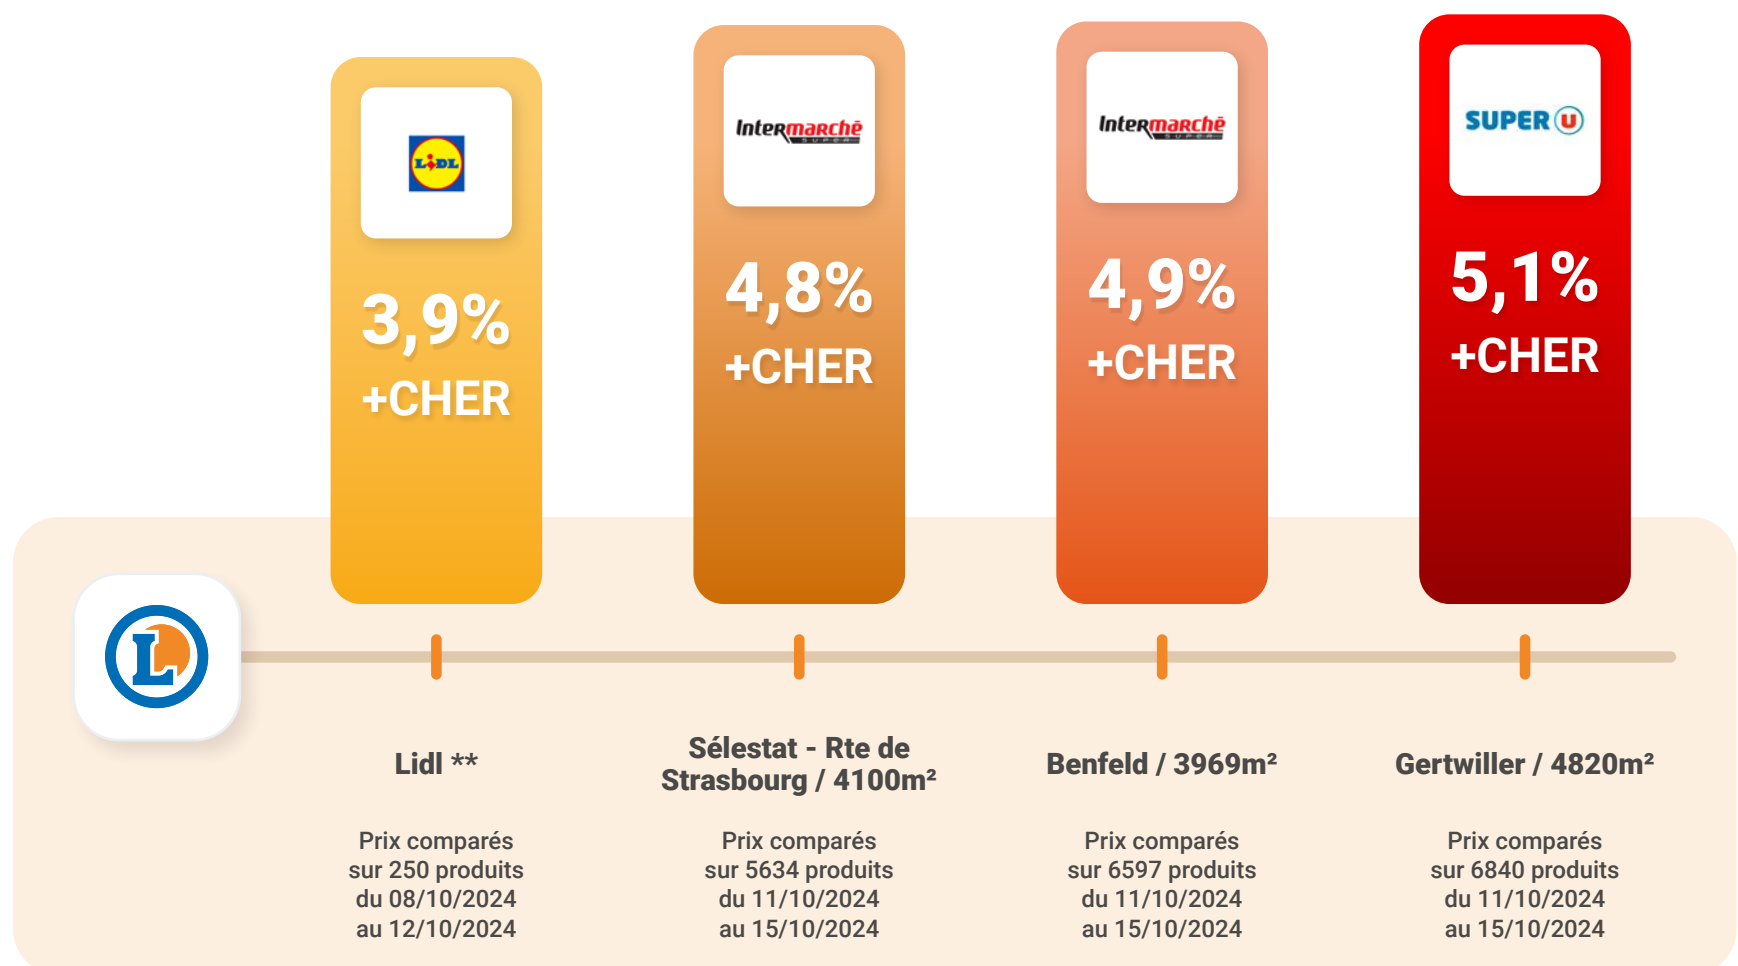 LiDL
3,9%
+CHER
Intermarchē
SUPER
4,8%
+CHER
Intermarchē
SUPER
4,9%
+CHER
SUPER U
5,1%
+CHER
L
Lidl **
Prix comparés
sur 250 produits
du 08/10/2024
au 12/10/2024
Sélestat - Rte de
Strasbourg / 4100m²
Prix comparés
sur 5634 produits
du 11/10/2024
au 15/10/2024
Benfeld / 3969m²
Prix comparés
sur 6597 produits
du 11/10/2024
au 15/10/2024
Gertwiller / 4820m²
Prix comparés
sur 6840 produits
du 11/10/2024
au 15/10/2024